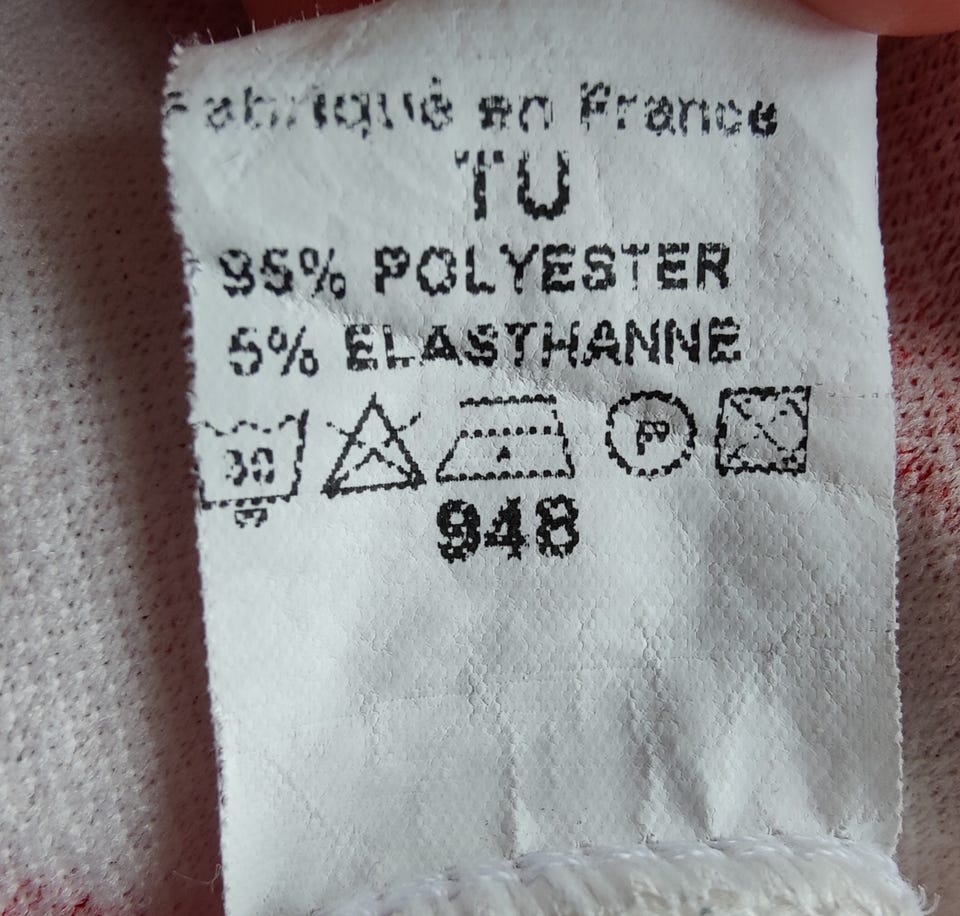 Fabriqué en France
TU
95% POLYESTER
5% ELASTHANNE
30 P
948